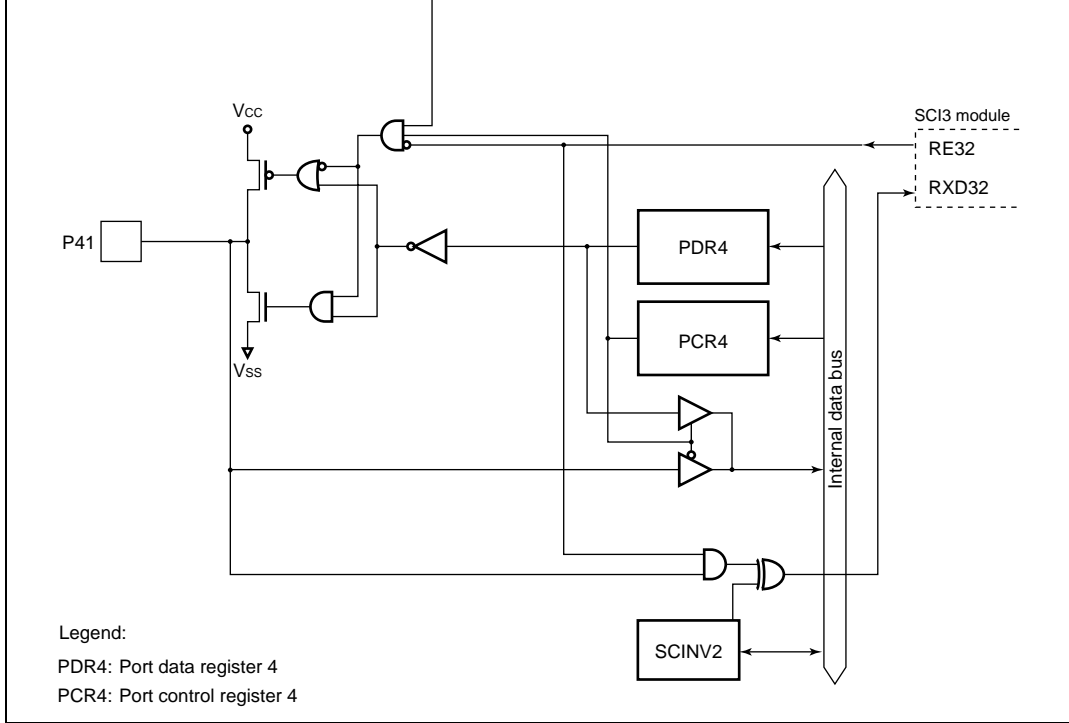 VCC
SCI3 module
RE32
RXD32
P41
PDR4
PCR4
VSS
Internal data bus
SCINV2
Legend:
PDR4: Port data register 4
PCR4: Port control register 4